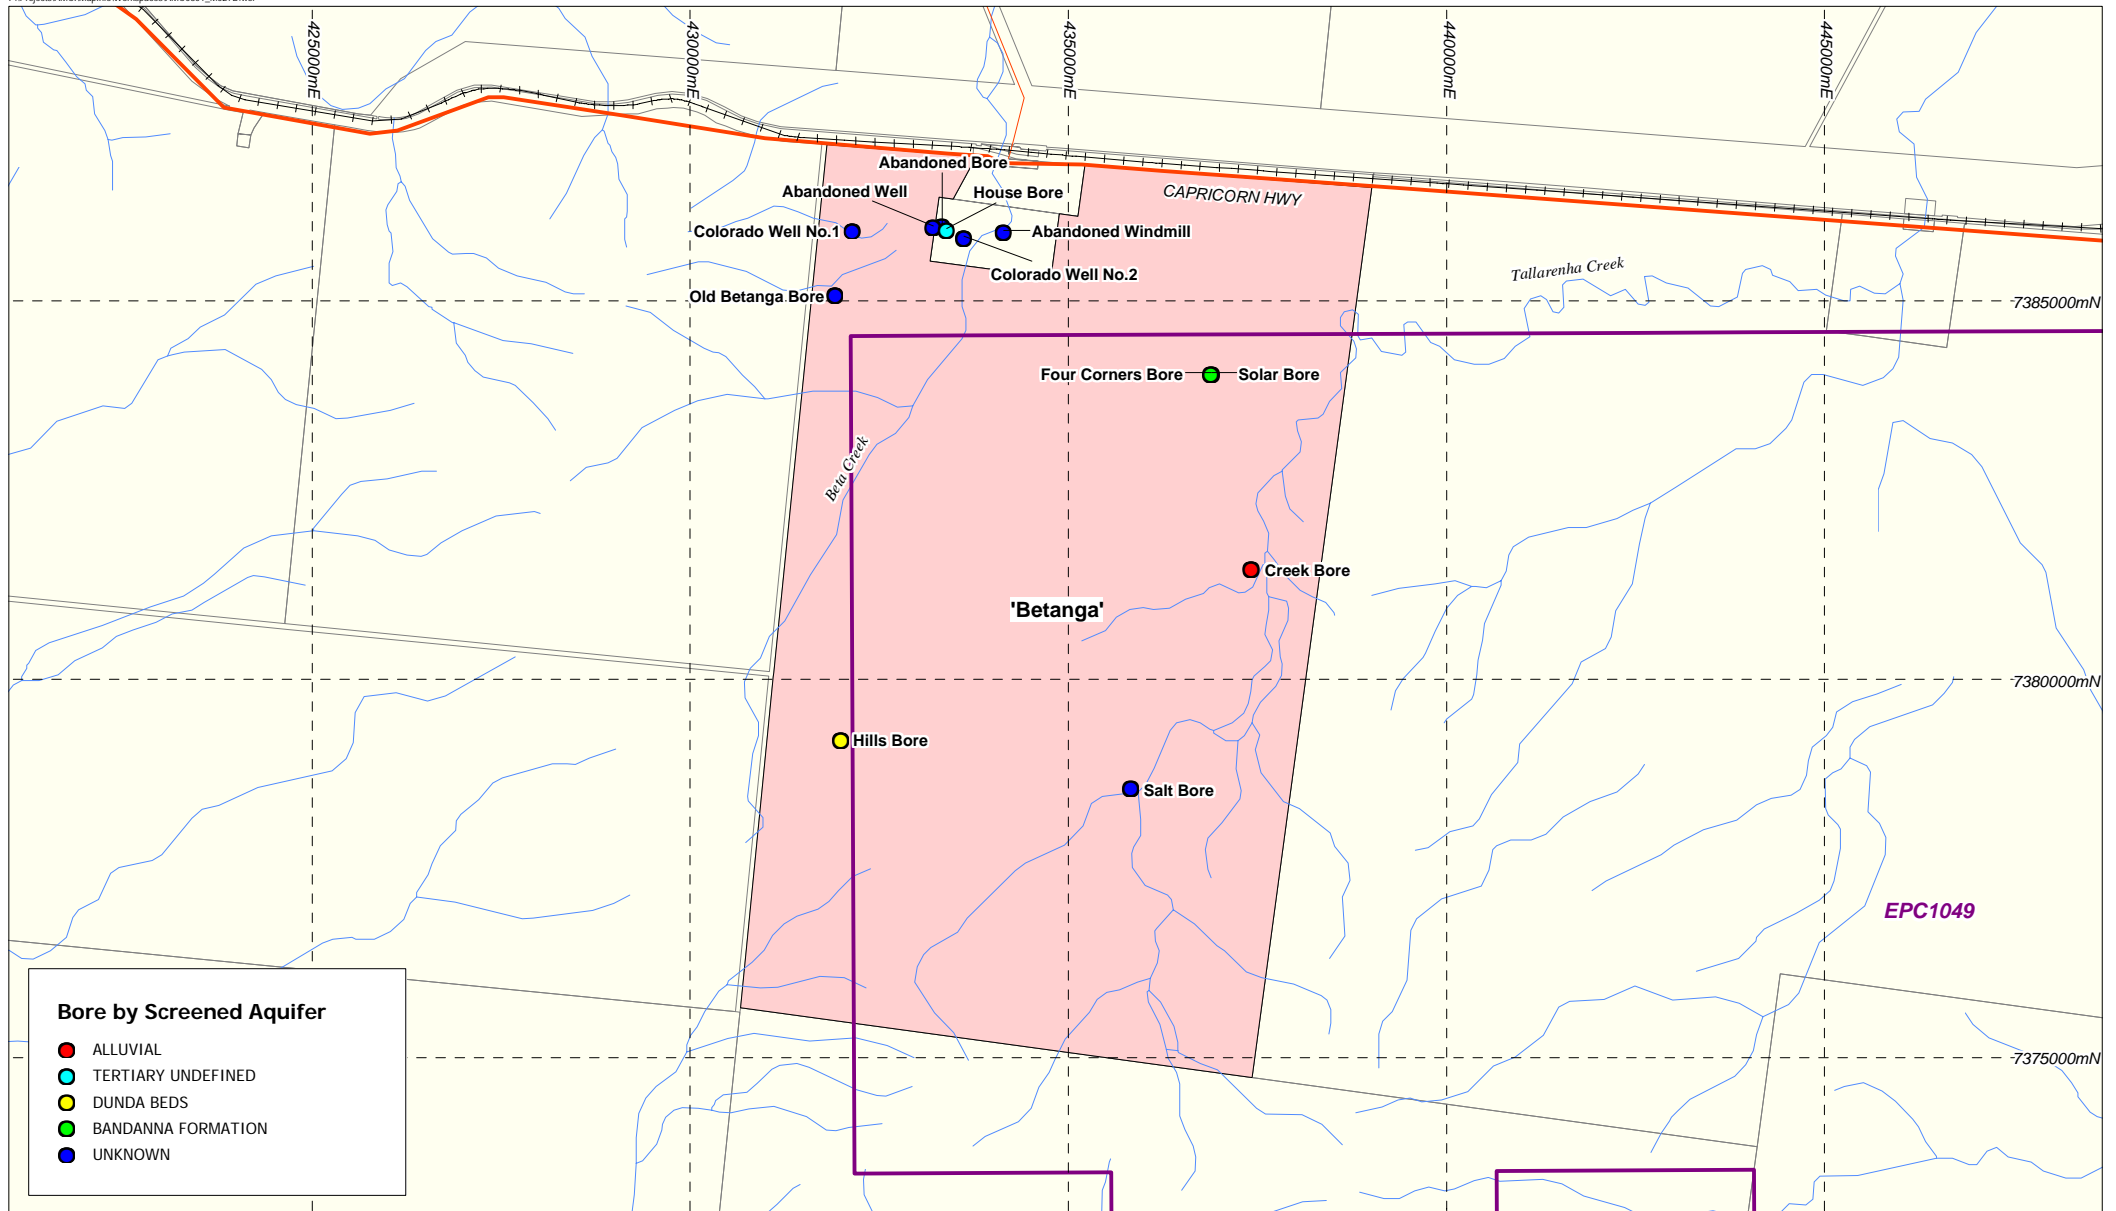 425000mE
430000mE
435000mE
440000mE
445000mE
Abandoned Bore
Abandoned Well
House Bore
CAPRICORN HWY
Colorado Well No.1
Abandoned Windmill
Colorado Well No.2
Tallarenha Creek
Old Betanga Bore
7385000mN
Four Corners Bore
Solar Bore
Beta Creek
Creek Bore
'Betanga'
7380000mN
Hills Bore
Salt Bore
EPC1049
Bore by Screened Aquifer
ALLUVIAL
TERTIARY UNDEFINED
DUNDA BEDS
BANDANNA FORMATION
UNKNOWN
7375000mN